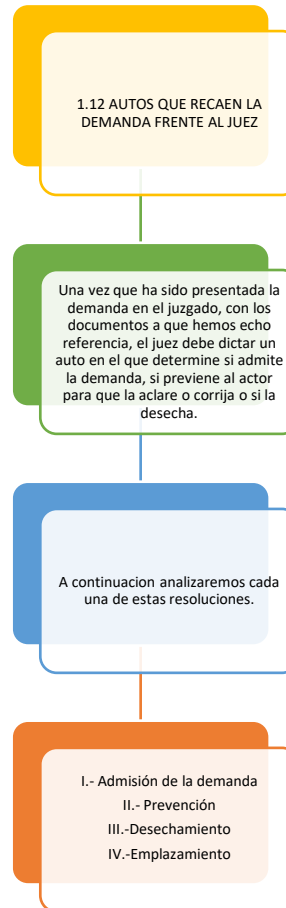 1.12 AUTOS QUE RECAEN LA
DEMANDA FRENTE AL JUEZ
Una vez que ha sido presentada la
demanda en el juzgado, con los
documentos a que hemos echo
referencia, el juez debe dictar un
auto en el que determine si admite
la demanda, si previene al actor
para que la aclare o corrija o si la
desecha.
A continuacion analizaremos cada
una de estas resoluciones.
I.- Admisión de la demanda
II.- Prevención
III.-Desechamiento
IV.-Emplazamiento